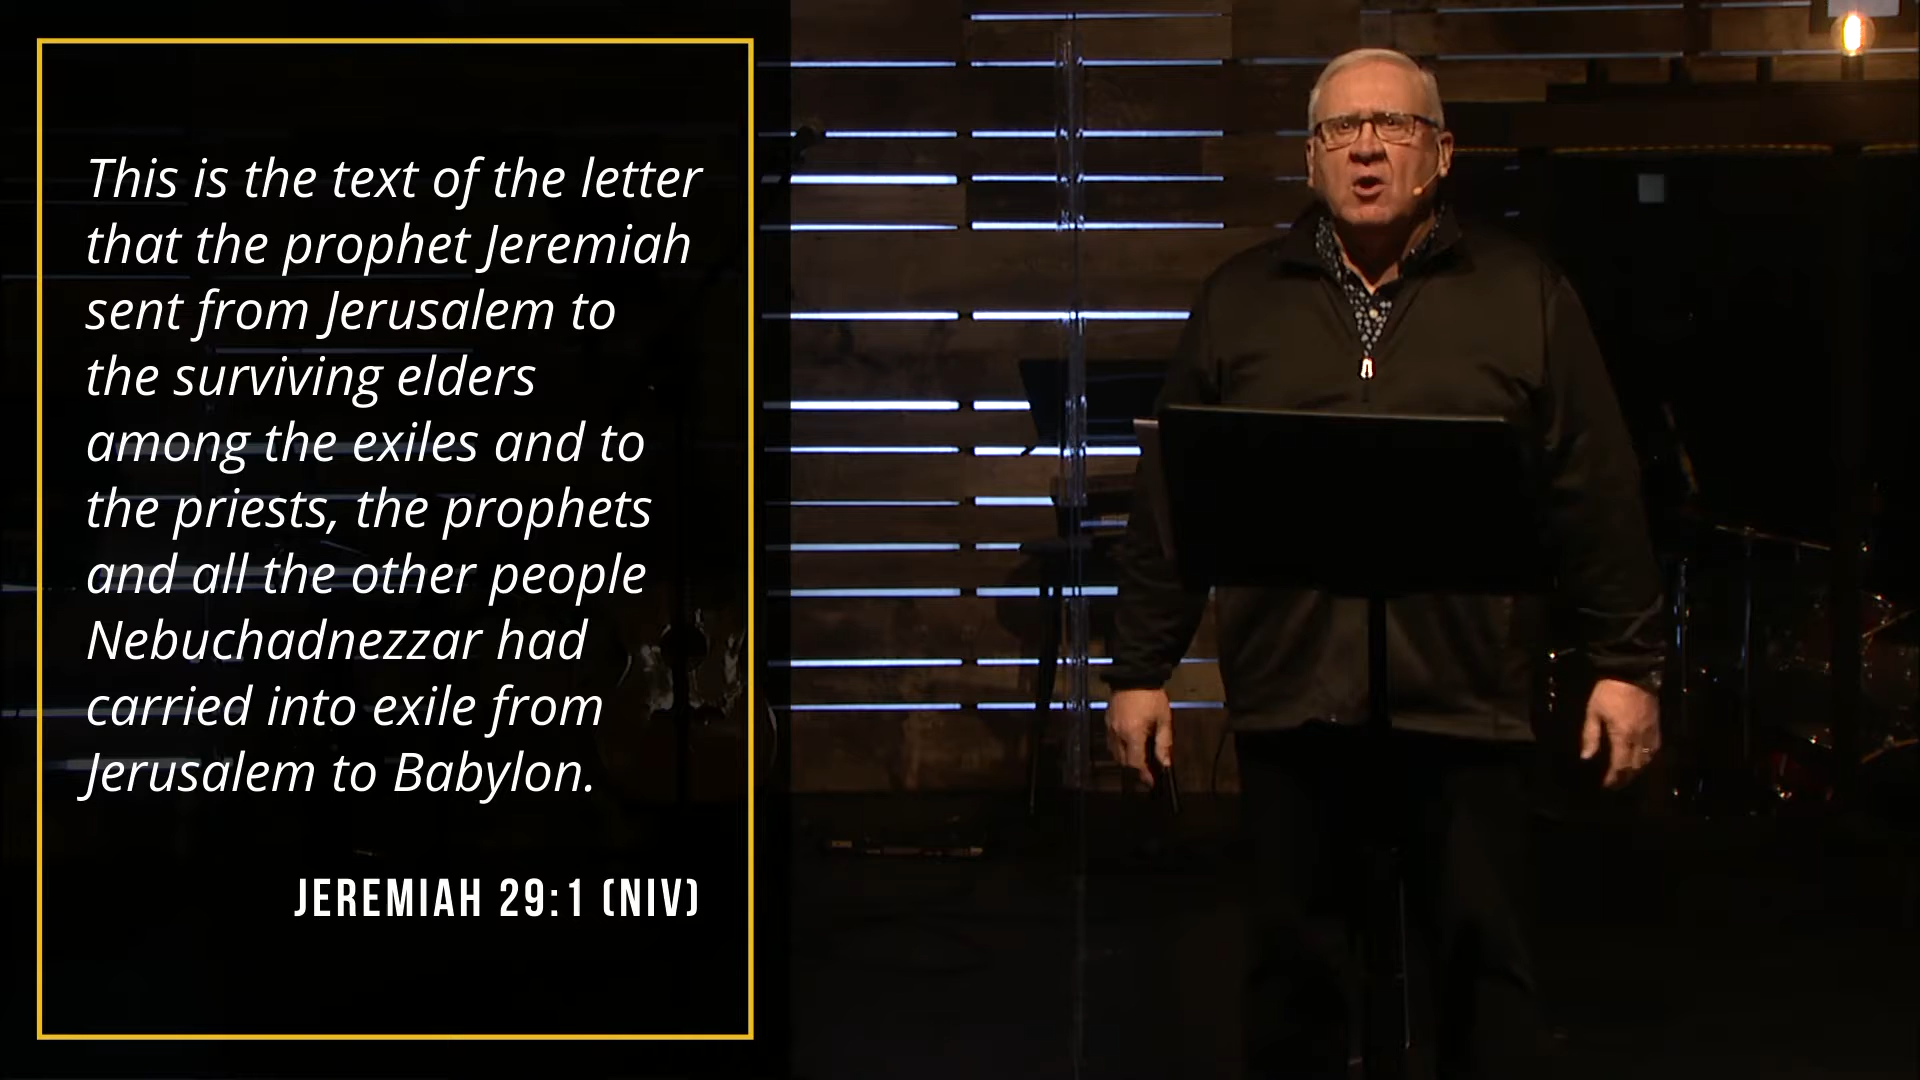 This is the text of the letter
that the prophet Jeremiah
sent from Jerusalem to
the surviving elders
among the exiles and to
the priests, the prophets
and all the other people
Nebuchadnezzar had
carried into exile from
Jerusalem to Babylon.
JEREMIAH 29:1 (NIV)